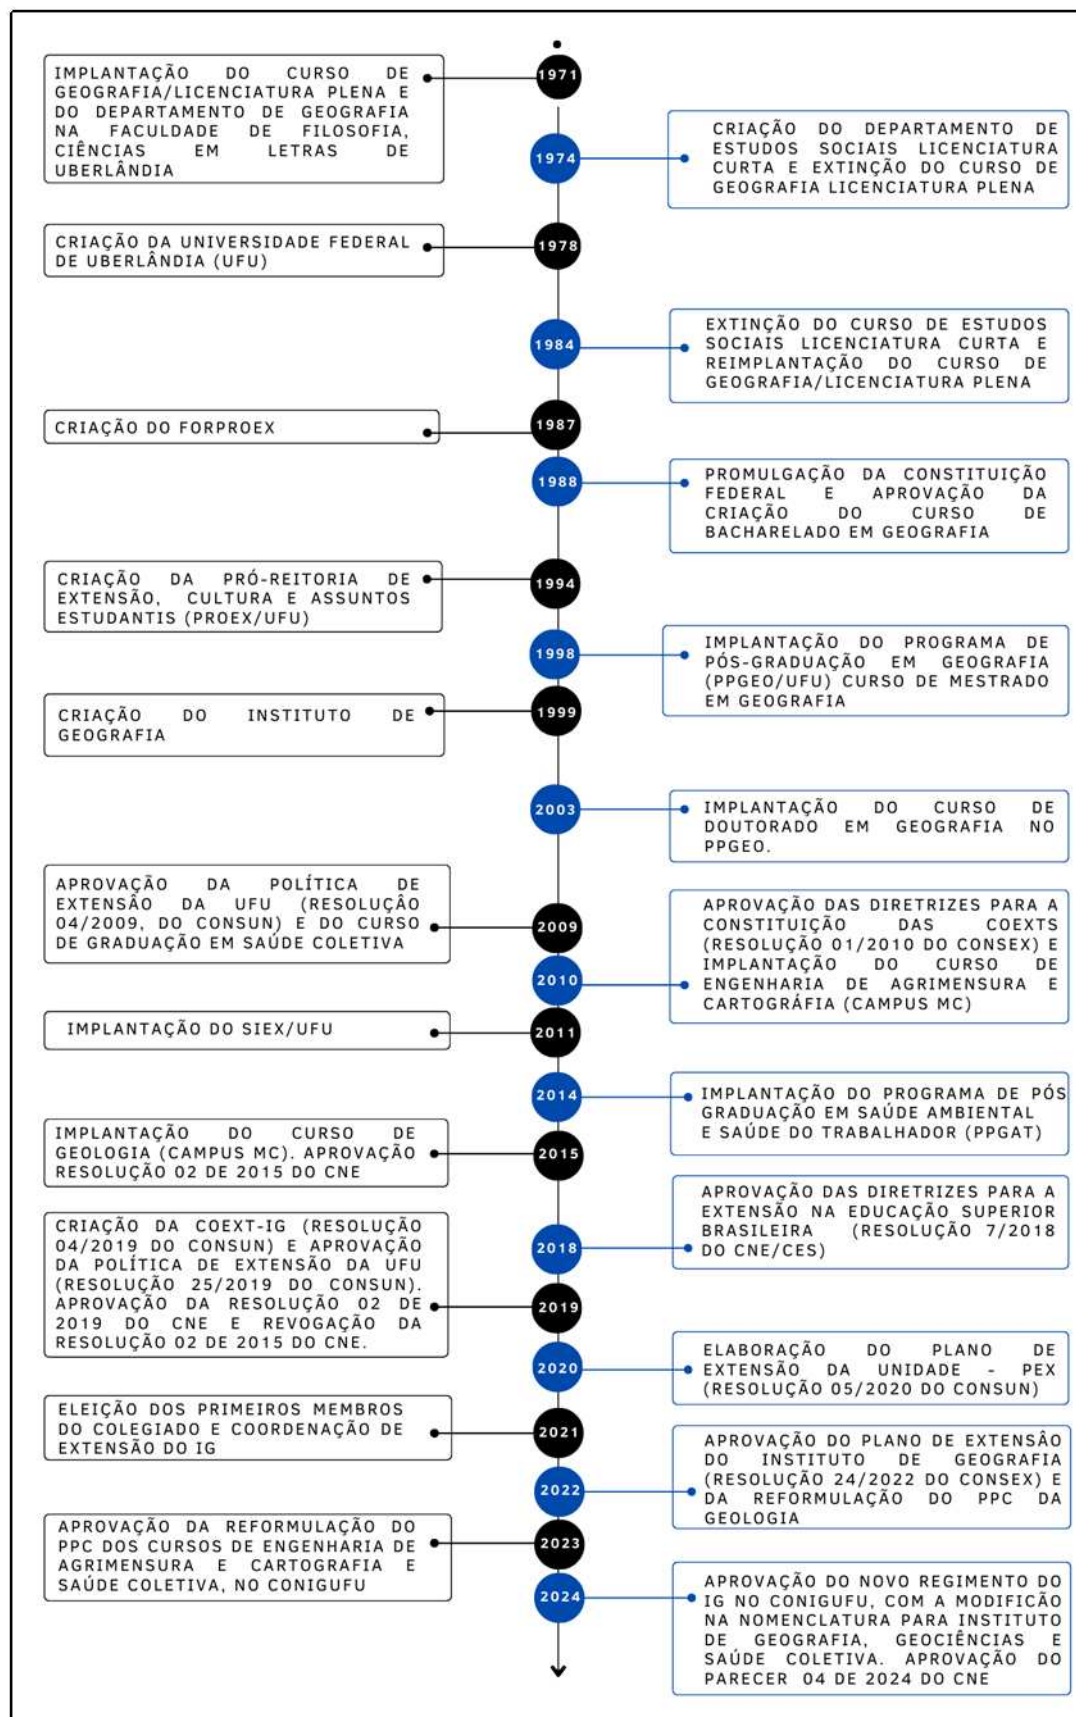 1971
IMPLANTAÇÃO DO CURSO DE
GEOGRAFIA/LICENCIATURA PLENA E
DO DEPARTAMENTO DE GEOGRAFIA
NA FACULDADE DE FILOSOFIA,
CIÊNCIAS EM LETRAS DE
UBERLÂNDIA
1974
CRIAÇÃO DO DEPARTAMENTO DE
ESTUDOS SOCIAIS LICENCIATURA
CURTA E EXTINÇÃO DO CURSO DE
GEOGRAFIA LICENCIATURA PLENA
1978
CRIAÇÃO DA UNIVERSIDADE FEDERAL
DE UBERLÂNDIA (UFU)
1984
EXTINÇÃO DO CURSO DE ESTUDOS
SOCIAIS LICENCIATURA CURTA E
REIMPLANTAÇÃO DO CURSO DE
GEOGRAFIA/LICENCIATURA PLENA
1987
CRIAÇÃO DO FORPROEX
1988
PROMULGAÇÃO DA CONSTITUIÇÃO
FEDERAL E APROVAÇÃO DA
CRIAÇÃO DO CURSO DE
BACHARELADO EM GEOGRAFIA
1994
CRIAÇÃO DA PRÓ-REITORIA DE
EXTENSÃO, CULTURA E ASSUNTOS
ESTUDANTIS (PROEX/UFU)
1998
IMPLANTAÇÃO DO PROGRAMA DE
PÓS-GRADUAÇÃO EM GEOGRAFIA
(PPGEO/UFU) CURSO DE MESTRADO
EM GEOGRAFIA
1999
CRIAÇÃO DO INSTITUTO DE
GEOGRAFIA
2003
IMPLANTAÇÃO DO CURSO DE
DOUTORADO EM GEOGRAFIA NO
PPGEO.
2009
APROVAÇÃO DA POLÍTICA DE
EXTENSÂO DA UFU (RESOLUÇÂO
04/2009, DO CONSUN) E DO CURSO
DE GRADUAÇÃO EM SAÚDE COLETIVA
2010
APROVAÇÃO DAS DIRETRIZES PARA A
CONSTITUIÇÃO DAS COEXTS
(RESOLUÇÃO 01/2010 DO CONSEX) E
IMPLANTAÇÃO DO CURSO DE
ENGENHARIA DE AGRIMENSURA E
CARTOGRÁFIA (CAMPUS MC)
2011
IMPLANTAÇÃO DO SIEX/UFU
2014
IMPLANTAÇÃO DO PROGRAMA DE PÓS
GRADUAÇÃO EM SAÚDE AMBIENTAL
E SAÚDE DO TRABALHADOR (PPGAT)
2015
IMPLANTAÇÃO DO CURSO DE
GEOLOGIA (CAMPUS MC). APROVAÇÃO
RESOLUÇÃO 02 DE 2015 DO CNE
2018
APROVAÇÃO DAS DIRETRIZES PARA A
EXTENSÃO NA EDUCAÇÃO SUPERIOR
BRASILEIRA (RESOLUÇÃO 7/2018
DO CNE/CES)
2019
CRIAÇÃO DA COEXT-IG (RESOLUÇÃO
04/2019 DO CONSUN) E APROVAÇÃO
DA POLÍTICA DE EXTENSÃO DA UFU
(RESOLUÇÃO 25/2019 DO CONSUN).
APROVAÇÃO DA RESOLUÇÃO 02 DE
2019 DO CNE E REVOGAÇÃO DA
RESOLUÇÃO 02 DE 2015 DO CNE.
2020
ELABORAÇÃO DO PLANO DE
EXTENSÃO DA UNIDADE - PEX
(RESOLUÇÃO 05/2020 DO CONSUN)
2021
ELEIÇÃO DOS PRIMEIROS MEMBROS
DO COLEGIADO E COORDENAÇÃO DE
EXTENSÃO DO IG
2022
APROVAÇÃO DO PLANO DE EXTENSÂO
DO INSTITUTO DE GEOGRAFIA
(RESOLUÇÃO 24/2022 DO CONSEX) E
DA REFORMULAÇÃO DO PPC DA
GEOLOGIA
2023
APROVAÇÃO DA REFORMULAÇÃO DO
PPC DOS CURSOS DE ENGENHARIA DE
AGRIMENSURA E CARTOGRAFIA E
SAÚDE COLETIVA, NO CONIGUFU
2024
APROVAÇÃO DO NOVO REGIMENTO DO
IG NO CONIGUFU, COM A MODIFICÃO
NA NOMENCLATURA PARA INSTITUTO
DE GEOGRAFIA, GEOCIÊNCIAS E
SAÚDE COLETIVA. APROVAÇÃO DO
PARECER 04 DE 2024 DO CNE